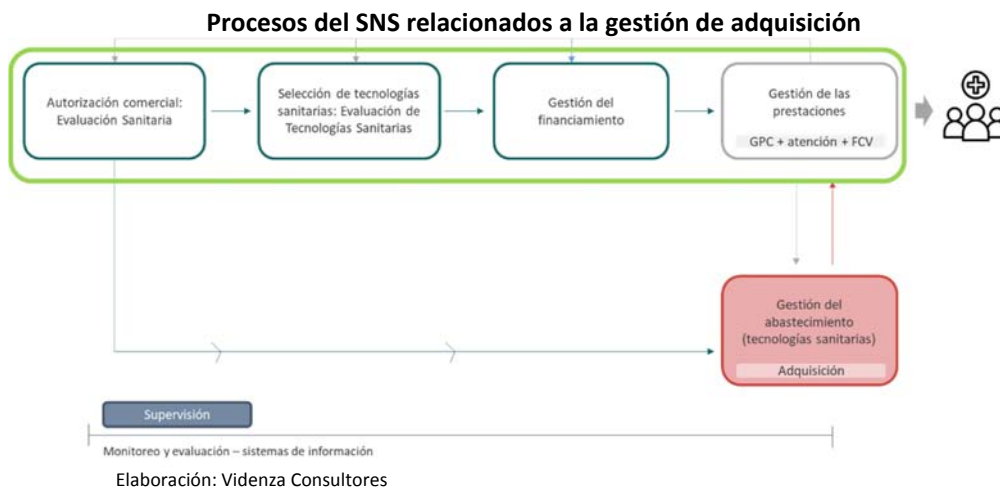 Procesos del SNS relacionados a la gestión de adquisición
Autorización comercial:
Evaluación Sanitaria
Selección de tecnologías
sanitarias: Evaluación de
Tecnologías Sanitarias
Gestión del
financiamiento
Gestión de las
prestaciones
GPC + atención + FCV
Gestión del
abastecimiento
(tecnologías sanitarias)
Adquisición
Supervisión
Monitoreo y evaluación – sistemas de información
Elaboración: Videnza Consultores